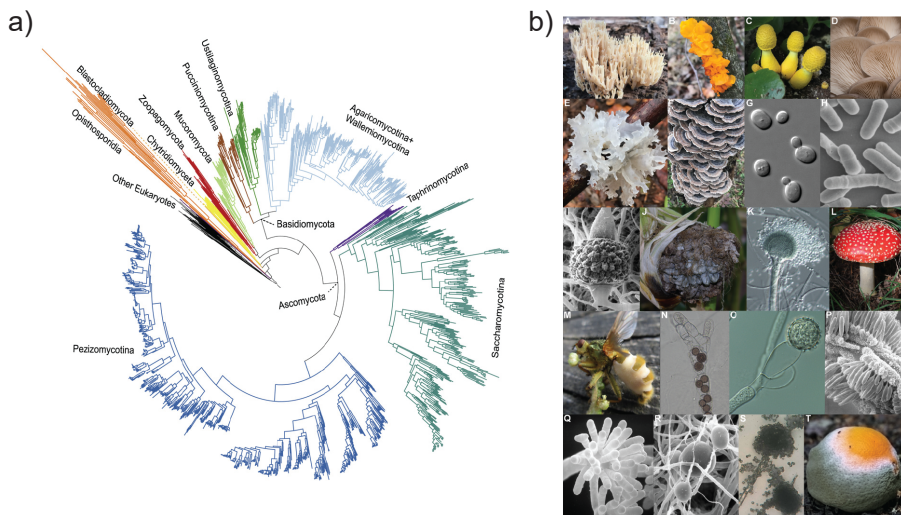 a)
b)
Blastocladiomycota
Opisthosporidia
Zoopagomycota
Chytridiomyceta
Mucoromycota
Other Eukaryotes
Pucciniomycotina
Ustilaginomycotina
Agaricomycotina+
Wallemiomycotina
Taphrinomycotina
Basidiomycota
Ascomycota
Saccharomycotina
Pezizomycotina
A B C D
E G H
J K L
M N O P
Q R S T